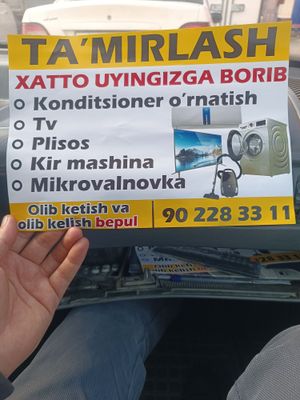 TA'MIRLASH
XATTO UYINGIZGA BORIB
Konditsioner o'rnatish
Tv
Plisos
Kir mashina
Mikrovalnovka
Olib ketish va
olib kelish bepul
90 228 33 11